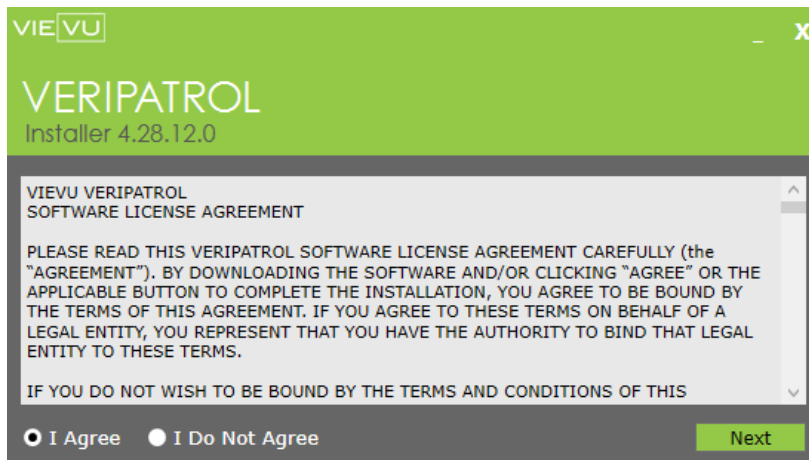 VIEVU
_ X
VERIPATROL
Installer 4.28.12.0
VIEVU VERIPATROL
SOFTWARE LICENSE AGREEMENT
PLEASE READ THIS VERIPATROL SOFTWARE LICENSE AGREEMENT CAREFULLY (the
“AGREEMENT”). BY DOWNLOADING THE SOFTWARE AND/OR CLICKING “AGREE” OR THE
APPLICABLE BUTTON TO COMPLETE THE INSTALLATION, YOU AGREE TO BE BOUND BY
THE TERMS OF THIS AGREEMENT. IF YOU AGREE TO THESE TERMS ON BEHALF OF A
LEGAL ENTITY, YOU REPRESENT THAT YOU HAVE THE AUTHORITY TO BIND THAT LEGAL
ENTITY TO THESE TERMS.
IF YOU DO NOT WISH TO BE BOUND BY THE TERMS AND CONDITIONS OF THIS
I Agree I Do Not Agree Next